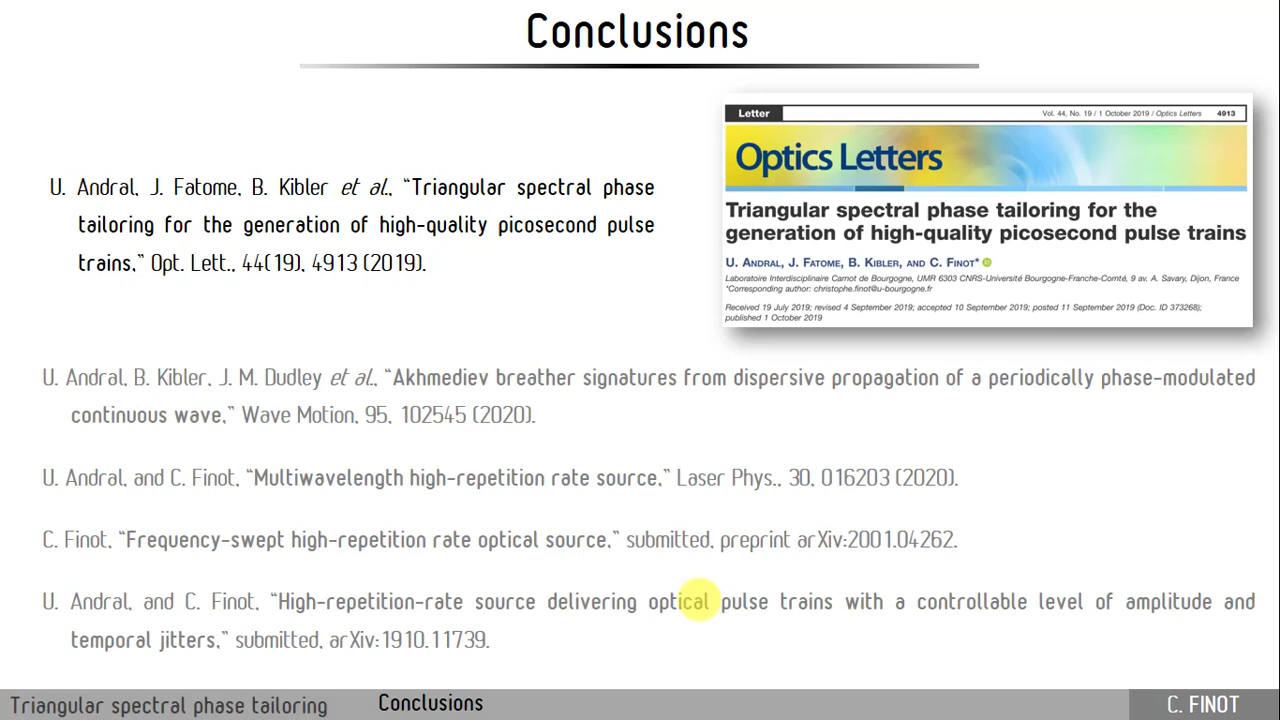 Conclusions
U. Andral, J. Fatome, B. Kibler et al., “Triangular spectral phase
tailoring for the generation of high-quality picosecond pulse
trains,” Opt. Lett., 44(19), 4913 (2019).
Letter
Vol. 44, No. 19 / 1 October 2019 / Optics Letters 4913
Optics Letters
Triangular spectral phase tailoring for the
generation of high-quality picosecond pulse trains
U. Andral, J. Fatome, B. Kibler, and C. Finot*
Laboratoire Interdisciplinaire Carnot de Bourgogne, UMR 6303 CNRS-Université Bourgogne-Franche-Comté, 9 av. A. Savary, Dijon, France
*Corresponding author: christophe.finot@u-bourgogne.fr
Received 19 July 2019; revised 4 September 2019; accepted 10 September 2019; posted 11 September 2019 (Doc. ID 373268);
published 1 October 2019
U. Andral, B. Kibler, J. M. Dudley et al., “Akhmediev breather signatures from dispersive propagation of a periodically phase-modulated
continuous wave,” Wave Motion, 95, 102545 (2020).
U. Andral, and C. Finot, “Multiwavelength high-repetition rate source,” Laser Phys., 30, 016203 (2020).
C. Finot, “Frequency-swept high-repetition rate optical source,” submitted, preprint arXiv:2001.04262.
U. Andral, and C. Finot, “High-repetition-rate source delivering optical pulse trains with a controllable level of amplitude and
temporal jitters,” submitted, arXiv:1910.11739.
Triangular spectral phase tailoring Conclusions C. FINOT